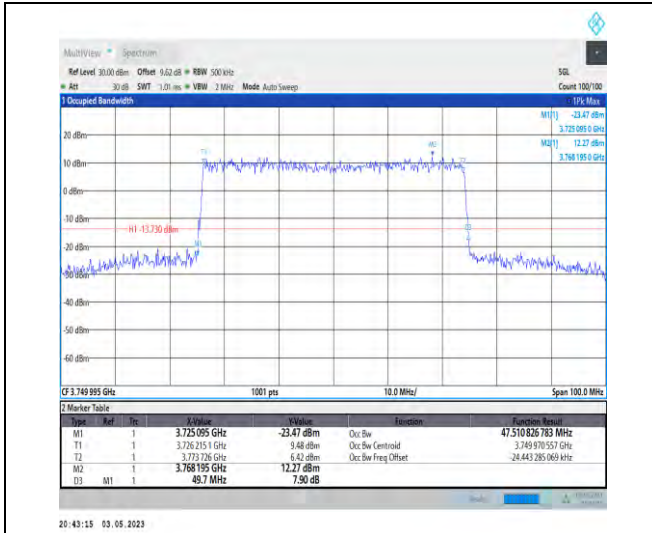 MultiView Spectrum
Ref Level 30.00 dBm Offset 9.62 dB RBW 500 kHz SGL
Att 30 dB SWT 1.01 ms VBW 2 MHz Mode Auto Sweep Count 100/100
1 Occupied Bandwidth 1Pk Max
M1[1] -23.47 dBm
3.725 095 0 GHz
M2[1] 12.27 dBm
3.768 195 0 GHz
20 dBm
T1
M2
T2
10 dBm
0 dBm
-10 dBm
H1 -13.730 dBm
D3
M1
-20 dBm
-30 dBm
-40 dBm
-50 dBm
-60 dBm
CF 3.749 995 GHz 1001 pts 10.0 MHz/ Span 100.0 MHz
2 Marker Table
Type Ref Trc X-Value Y-Value Function Function Result
M1 1 3.725 095 GHz -23.47 dBm Occ Bw 47.510 826 783 MHz
T1 1 3.726 215 1 GHz 9.48 dBm Occ Bw Centroid 3.749 970 557 GHz
T2 1 3.773 726 GHz 6.42 dBm Occ Bw Freq Offset -24.443 285 069 kHz
M2 1 3.768 195 GHz 12.27 dBm
D3 M1 1 49.7 MHz 7.90 dB
20:43:15 03.05.2023